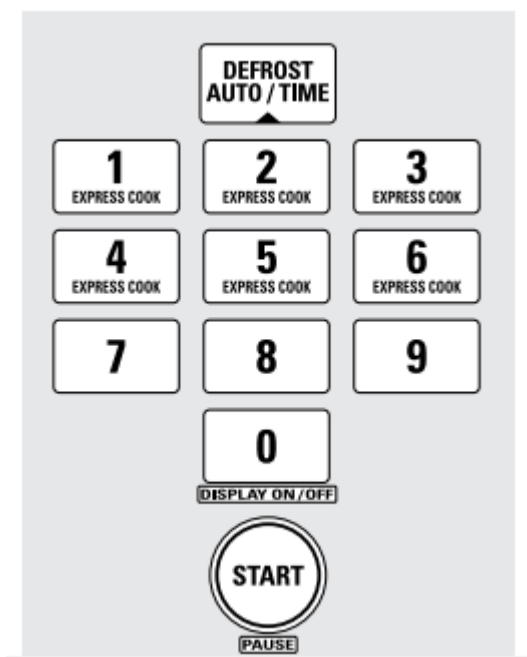 DEFROST
AUTO / TIME
1 2 3
EXPRESS COOK EXPRESS COOK EXPRESS COOK
4 5 6
EXPRESS COOK EXPRESS COOK EXPRESS COOK
7 8 9
0
DISPLAY ON/OFF
START
PAUSE